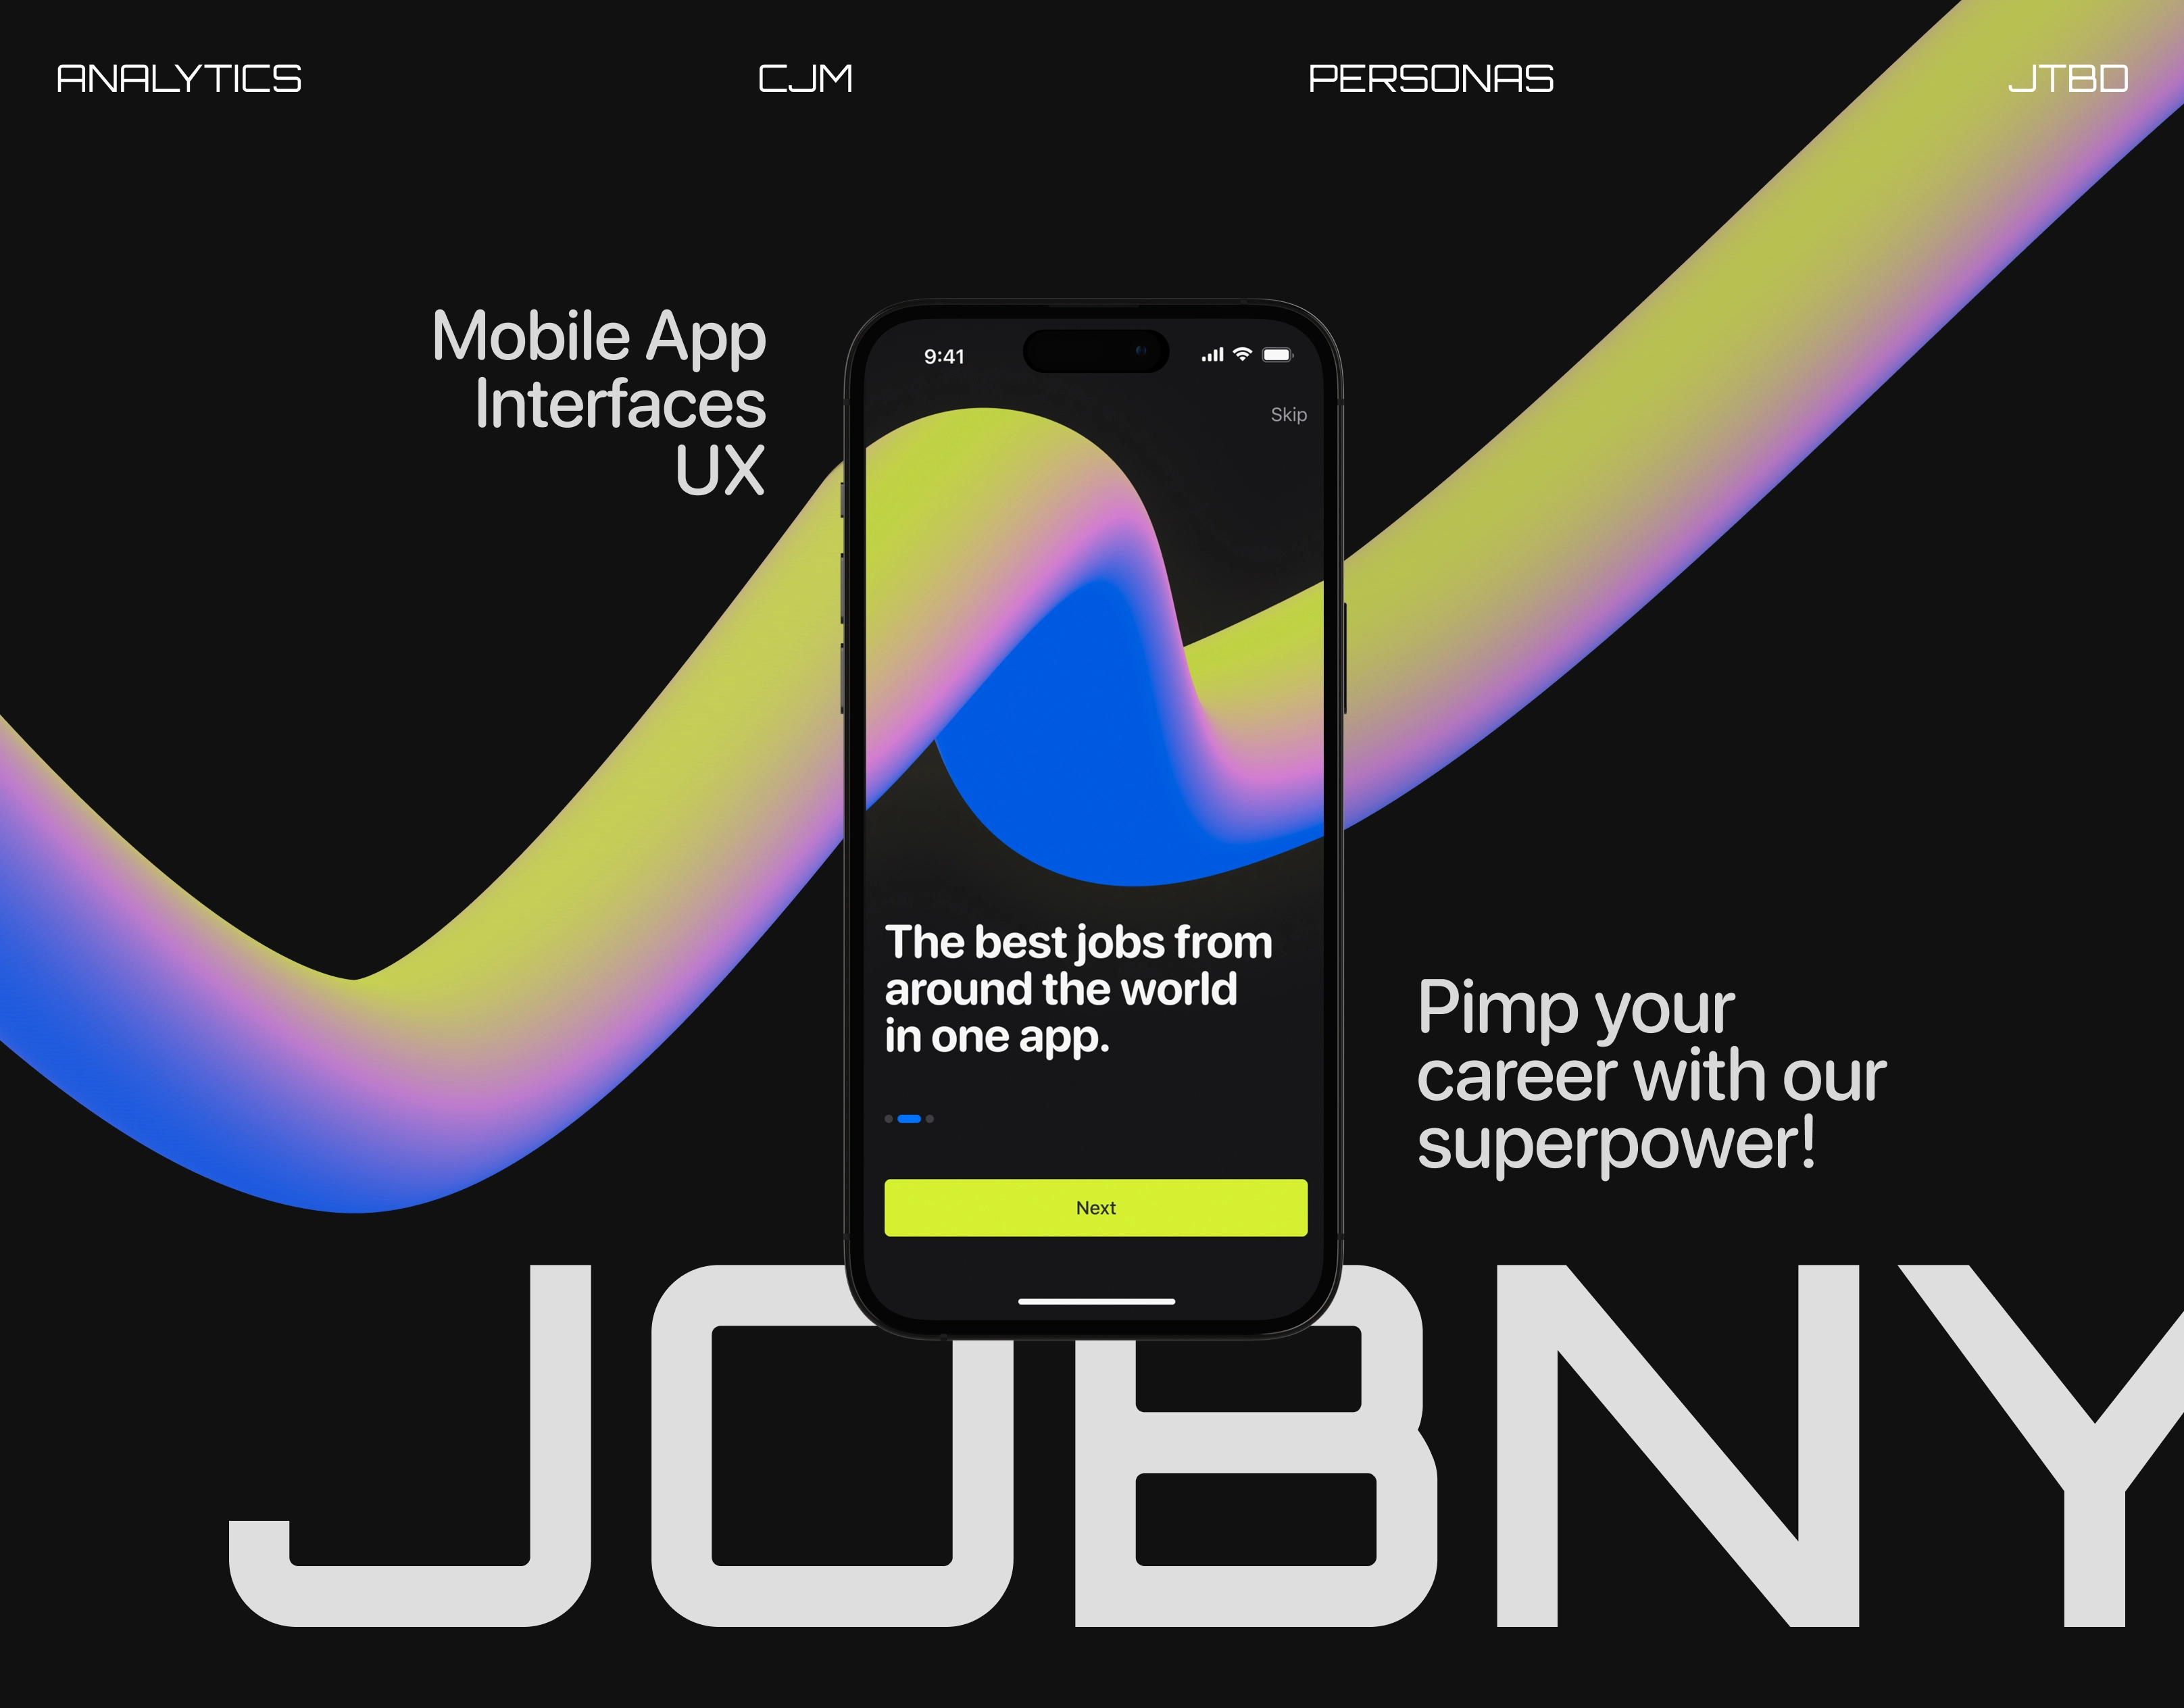 ANALYTICS
CJM
PERSONAS
JTBD
Mobile App
Interfaces
UX
9:41
Skip
The best jobs from
around the world
in one app.
Next
Pimp your
career with our
superpower!
JOBNY